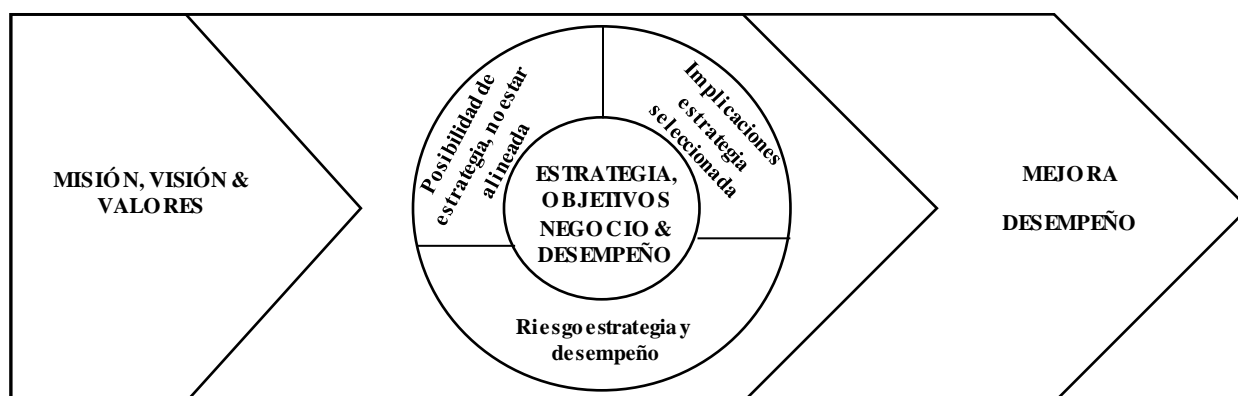 MISIÓN, VISIÓN &
VALORES
Posibilidad de
estrategia, no estar
alineada
Implicaciones
estrategia
seleccionada
ESTRATEGIA,
OBJETIVOS
NEGOCIO &
DESEMPEÑO
Riesgo estrategia y
desempeño
MEJORA
DESEMPEÑO